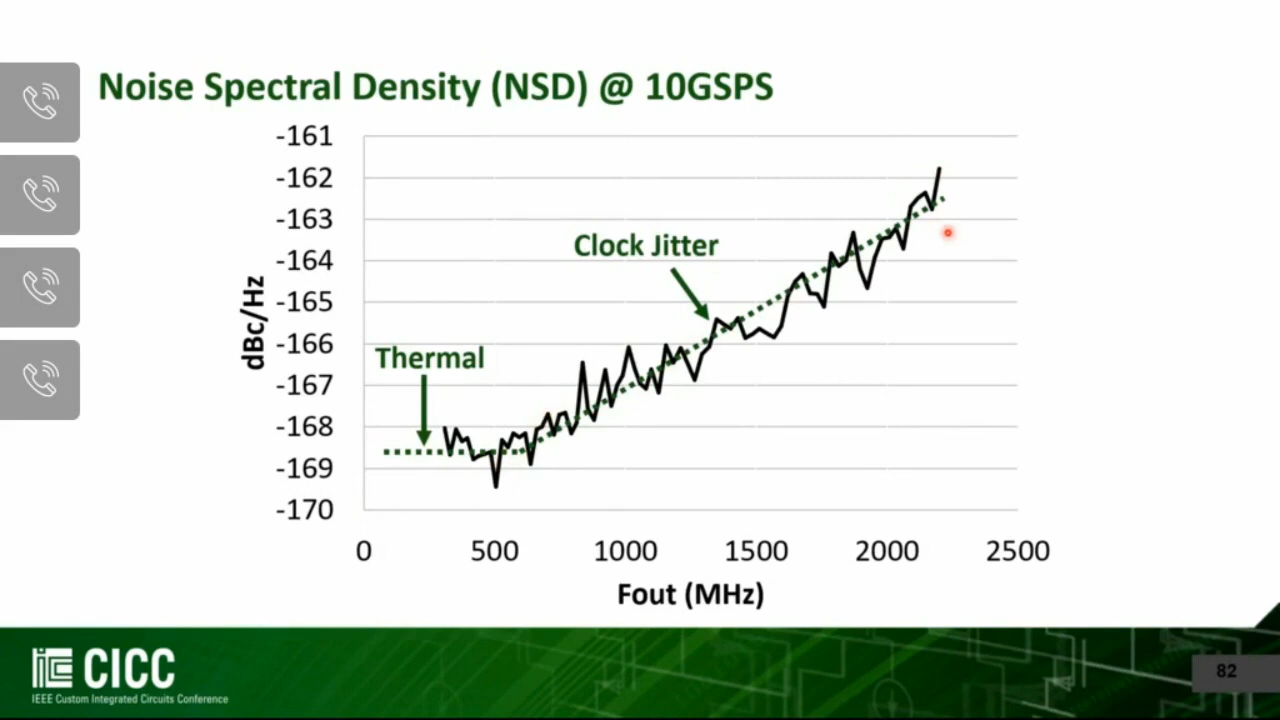 Noise Spectral Density (NSD) @ 10GSPS
-161
-162
-163
-164
-165
-166
-167
-168
-169
-170
dBc/Hz
Clock Jitter
Thermal
0 500 1000 1500 2000 2500
Fout (MHz)
CICC
IEEE Custom Integrated Circuits Conference
82